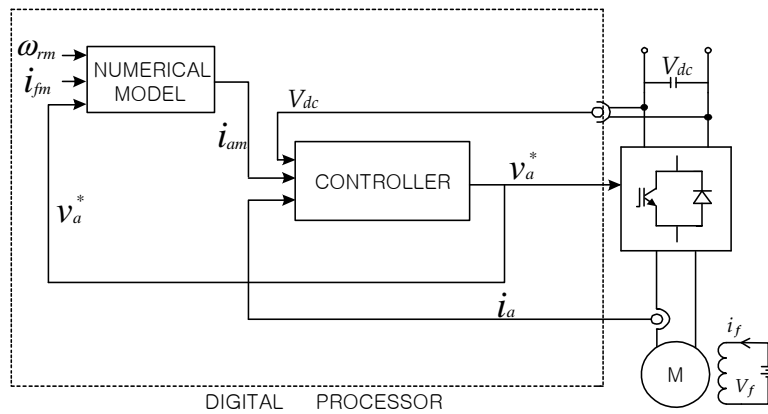 ω_rm
i_fm
NUMERICAL
MODEL
V_dc
i_am
V_dc
v_a^*
CONTROLLER
v_a^*
i_a
M
i_f
V_f
DIGITAL PROCESSOR